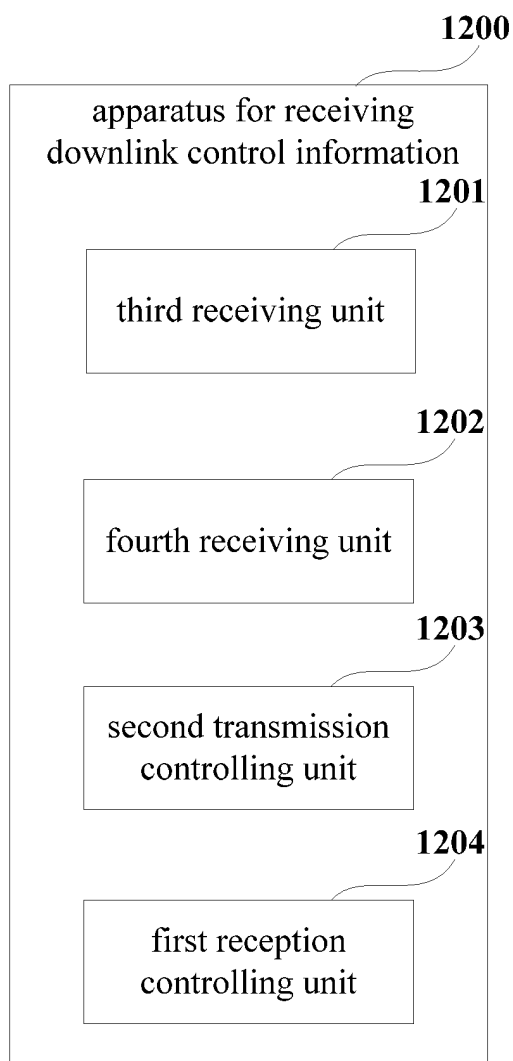 1200
apparatus for receiving
downlink control information
1201
third receiving unit
1202
fourth receiving unit
1203
second transmission
controlling unit
1204
first reception
controlling unit